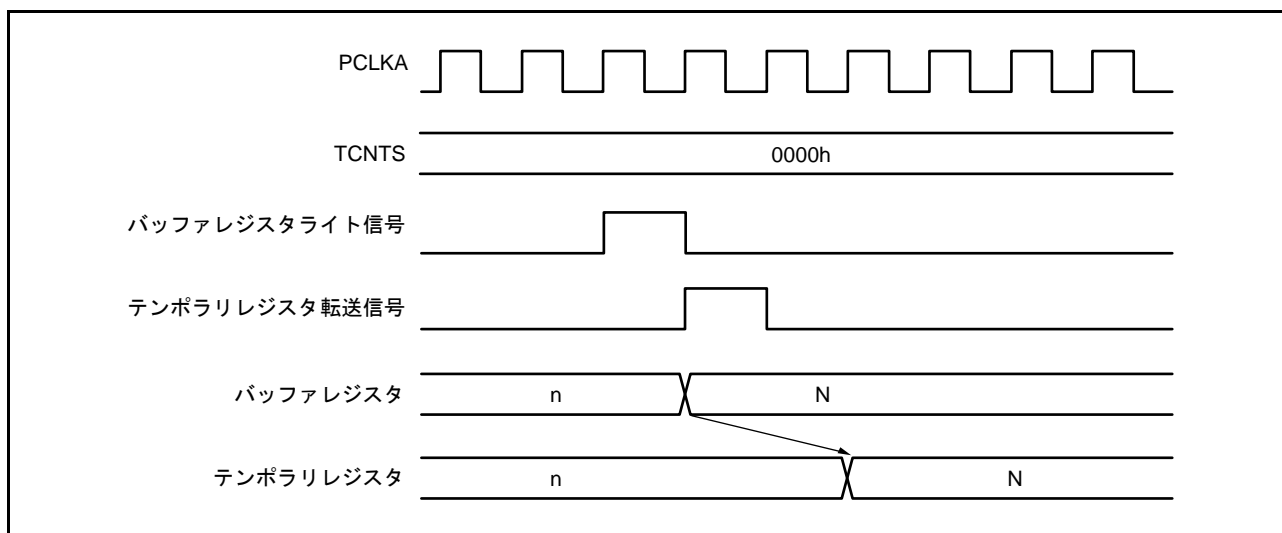 PCLKA
TCNTS
0000h
バッファレジスタライト信号
テンポラリレジスタ転送信号
バッファレジスタ
n
N
テンポラリレジスタ
n
N